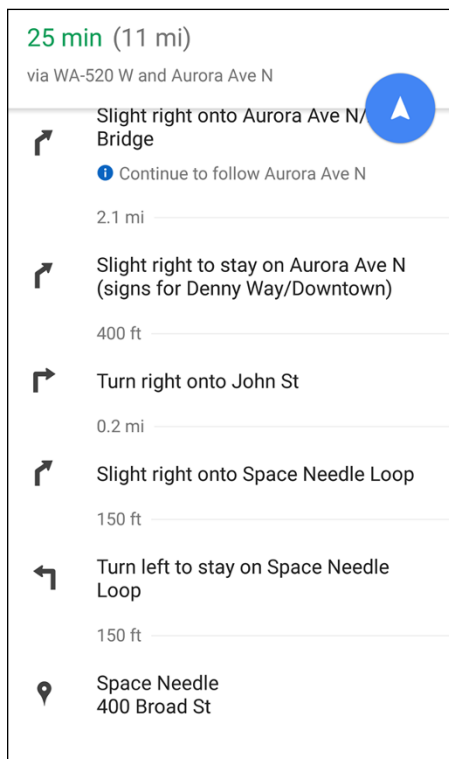 25 min (11 mi)
via WA-520 W and Aurora Ave N
Slight right onto Aurora Ave N/
Bridge
Continue to follow Aurora Ave N
2.1 mi
Slight right to stay on Aurora Ave N
(signs for Denny Way/Downtown)
400 ft
Turn right onto John St
0.2 mi
Slight right onto Space Needle Loop
150 ft
Turn left to stay on Space Needle
Loop
150 ft
Space Needle
400 Broad St